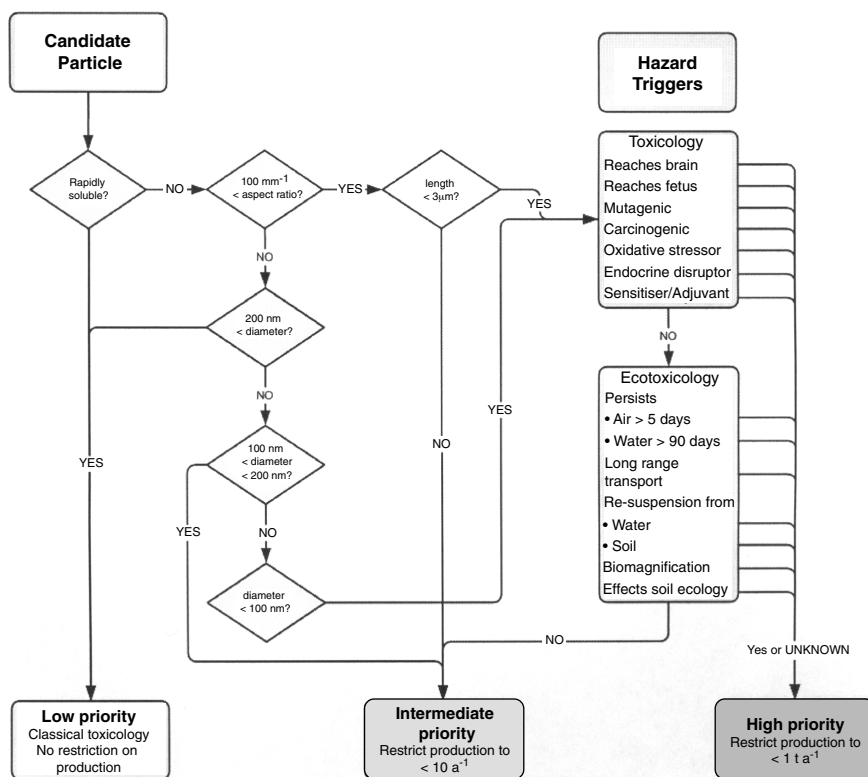 Candidate
Particle
Hazard
Triggers
Rapidly
soluble?
NO
100 mm⁻¹
< aspect ratio?
YES
length
< 3µm?
YES
Toxicology
Reaches brain
Reaches fetus
Mutagenic
Carcinogenic
Oxidative stressor
Endocrine disruptor
Sensitiser/Adjuvant
NO
200 nm
< diameter?
NO
NO
Ecotoxicology
Persists
• Air > 5 days
• Water > 90 days
Long range
transport
Re-suspension from
• Water
• Soil
Biomagnification
Effects soil ecology
YES
NO
100 nm
< diameter
< 200 nm?
YES
YES
NO
diameter
< 100 nm?
NO
Yes or UNKNOWN
Low priority
Classical toxicology
No restriction on
production
Intermediate
priority
Restrict production to
< 10 a⁻¹
High priority
Restrict production to
< 1 t a⁻¹